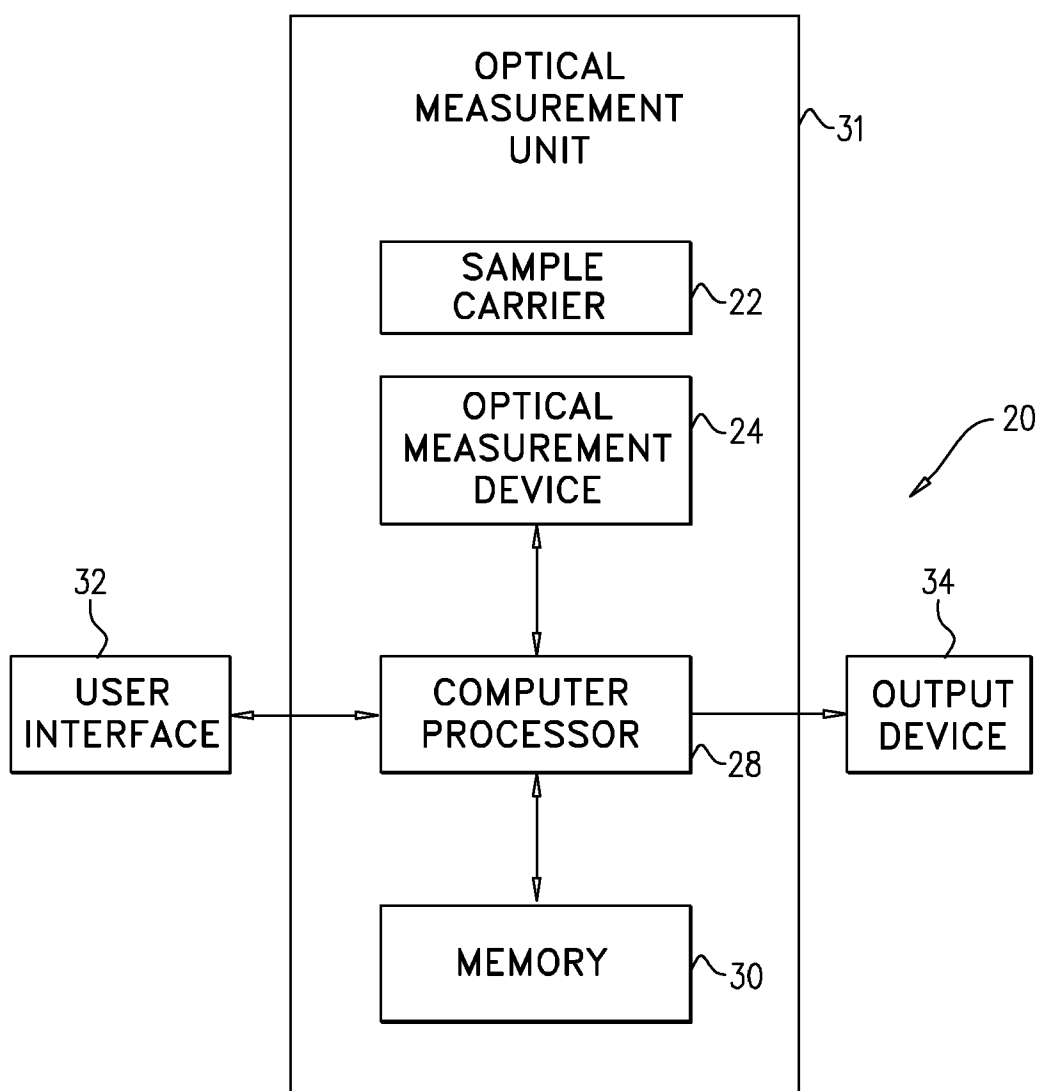 OPTICAL
MEASUREMENT
UNIT
31
SAMPLE
CARRIER
22
OPTICAL
MEASUREMENT
DEVICE
24
20
32
34
USER
INTERFACE
COMPUTER
PROCESSOR
28
OUTPUT
DEVICE
MEMORY
30